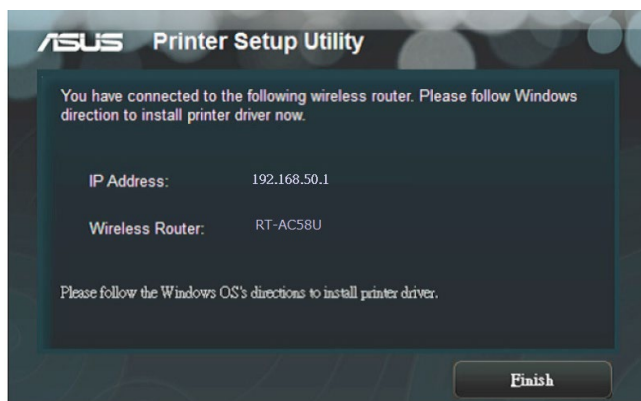 ASUS Printer Setup Utility
You have connected to the following wireless router. Please follow Windows
direction to install printer driver now.
IP Address: 192.168.50.1
Wireless Router: RT-AC58U
Please follow the Windows OS's directions to install printer driver.
Finish